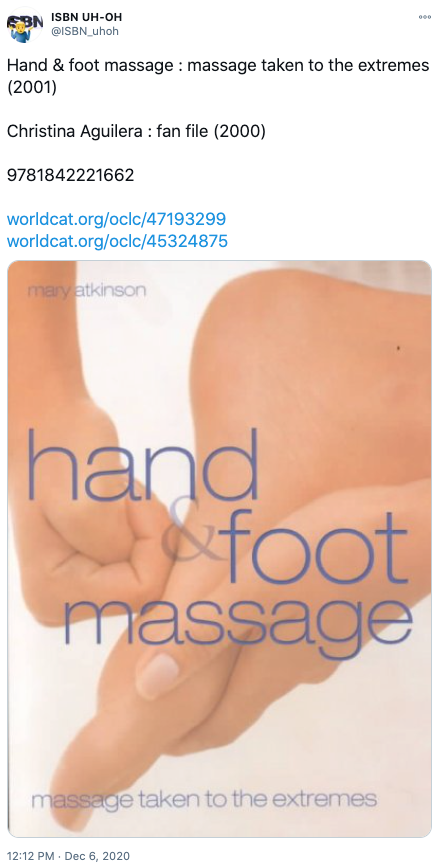 ISBN UH-OH
@ISBN_uhoh
Hand & foot massage : massage taken to the extremes
(2001)
Christina Aguilera : fan file (2000)
9781842221662
worldcat.org/oclc/47193299
worldcat.org/oclc/45324875
mary atkinson
hand
&
foot
massage
massage taken to the extremes
12:12 PM · Dec 6, 2020